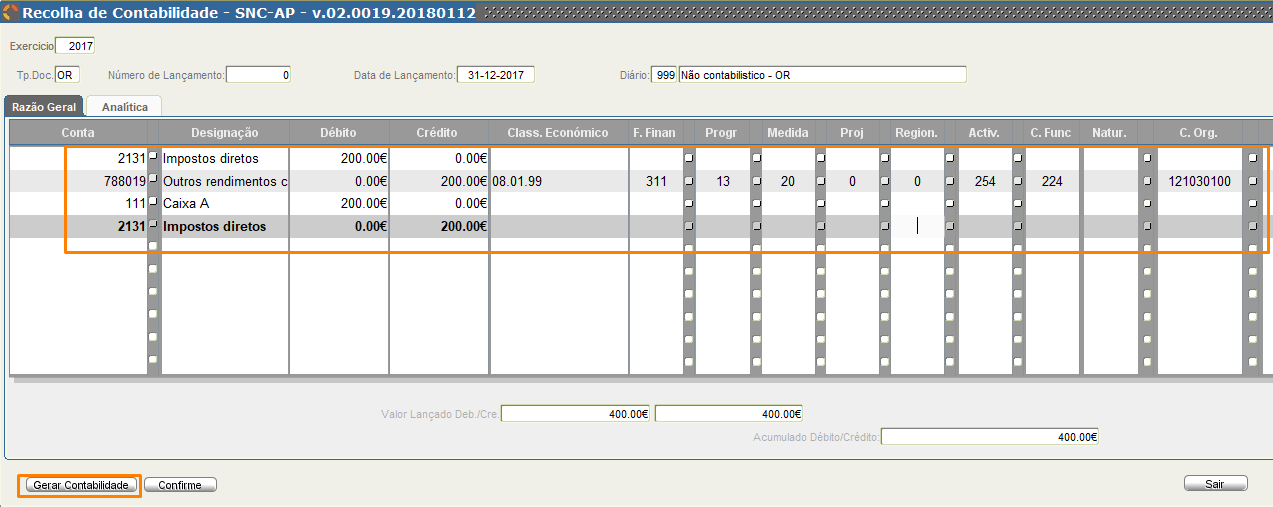 Recolha de Contabilidade - SNC-AP - v.02.0019.20180112
Exercicio 2017
Tp.Doc. OR Número de Lançamento: 0 Data de Lançamento: 31-12-2017 Diário: 999 Não contabilistico - OR
Razão Geral Analítica
Conta Designação Débito Crédito Class. Económico F. Finan Progr Medida Proj Region. Activ. C. Func Natur. C. Org.
2131 Impostos diretos 200.00€ 0.00€
788019 Outros rendimentos c 0.00€ 200.00€ 08.01.99 311 13 20 0 0 254 224 121030100
111 Caixa A 200.00€ 0.00€
2131 Impostos diretos 0.00€ 200.00€
Valor Lançado Deb./Cre. 400.00€ 400.00€
Acumulado Débito/Crédito: 400.00€
Gerar Contabilidade Confirme Sair